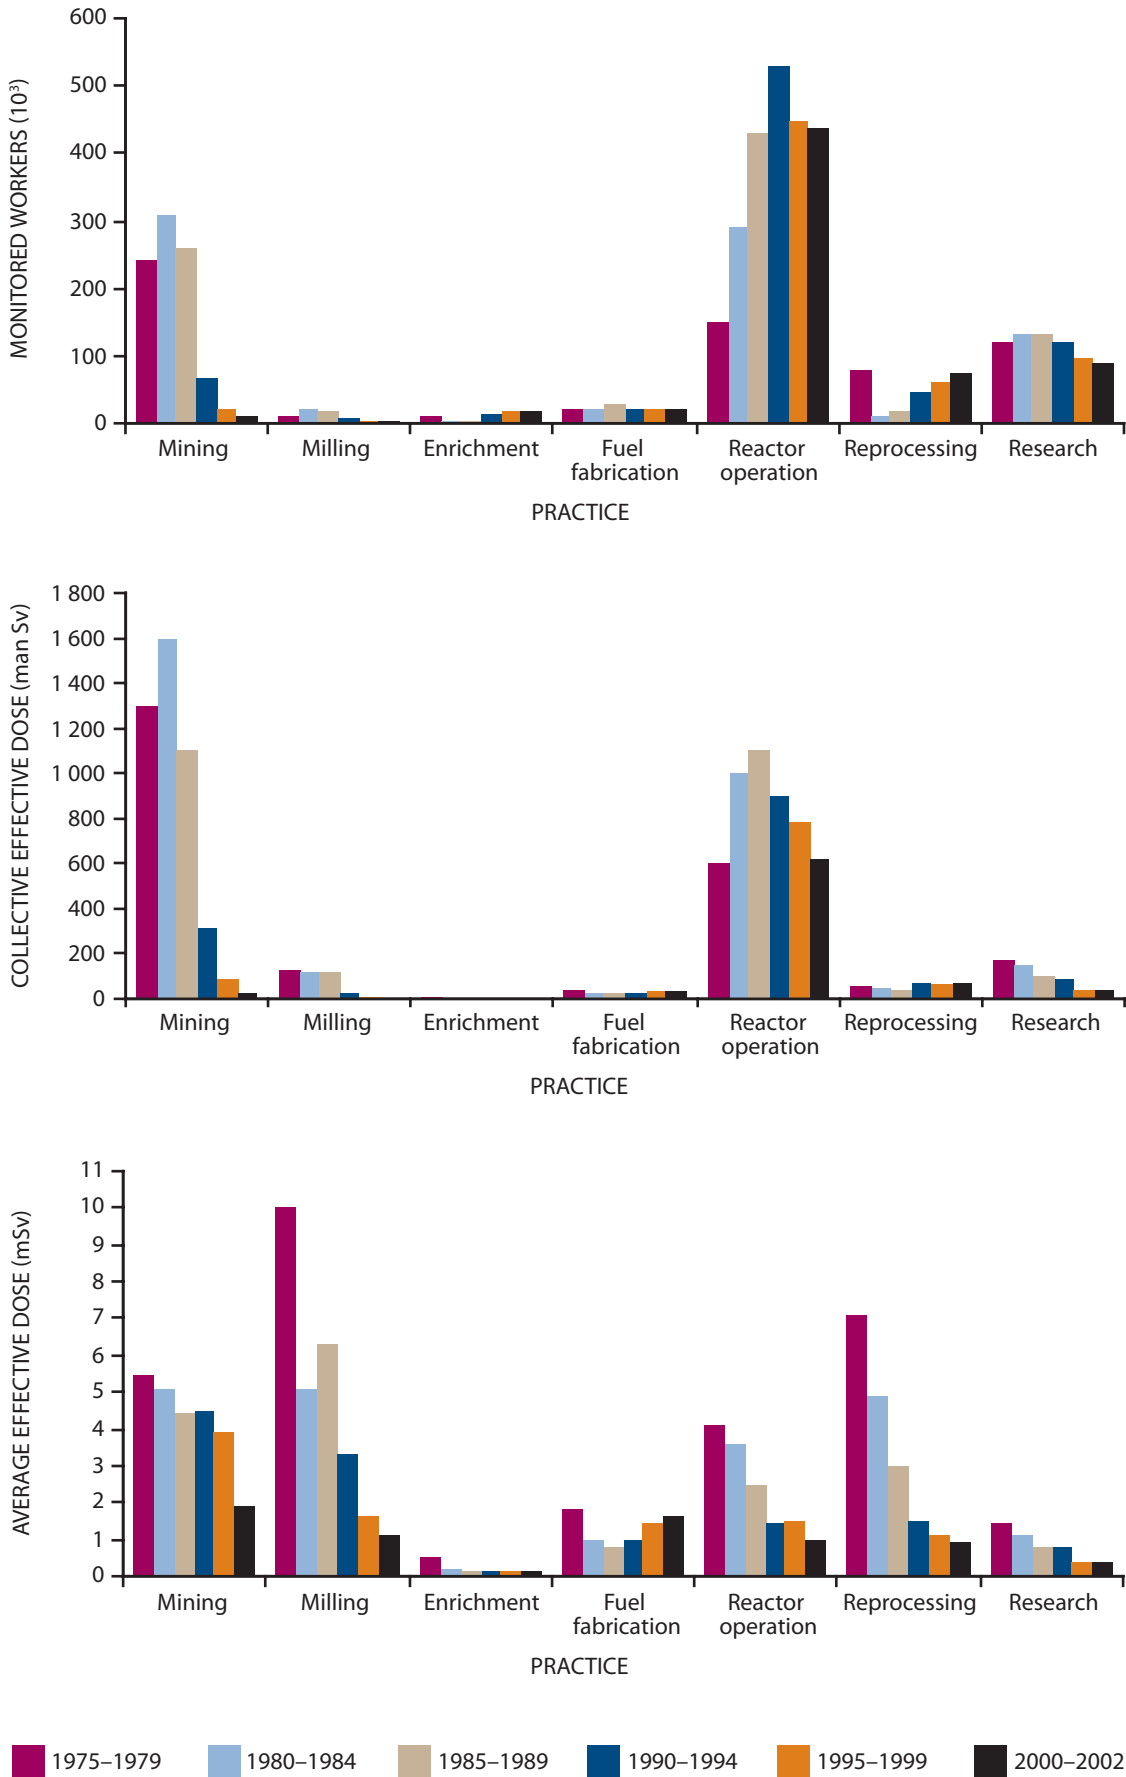 MONITORED WORKERS (10³)
600
500
400
300
200
100
0
Mining Milling Enrichment Fuel fabrication Reactor operation Reprocessing Research
PRACTICE
COLLECTIVE EFFECTIVE DOSE (man Sv)
1 800
1 600
1 400
1 200
1 000
800
600
400
200
0
Mining Milling Enrichment Fuel fabrication Reactor operation Reprocessing Research
PRACTICE
AVERAGE EFFECTIVE DOSE (mSv)
11
10
9
8
7
6
5
4
3
2
1
0
Mining Milling Enrichment Fuel fabrication Reactor operation Reprocessing Research
PRACTICE
1975–1979 1980–1984 1985–1989 1990–1994 1995–1999 2000–2002